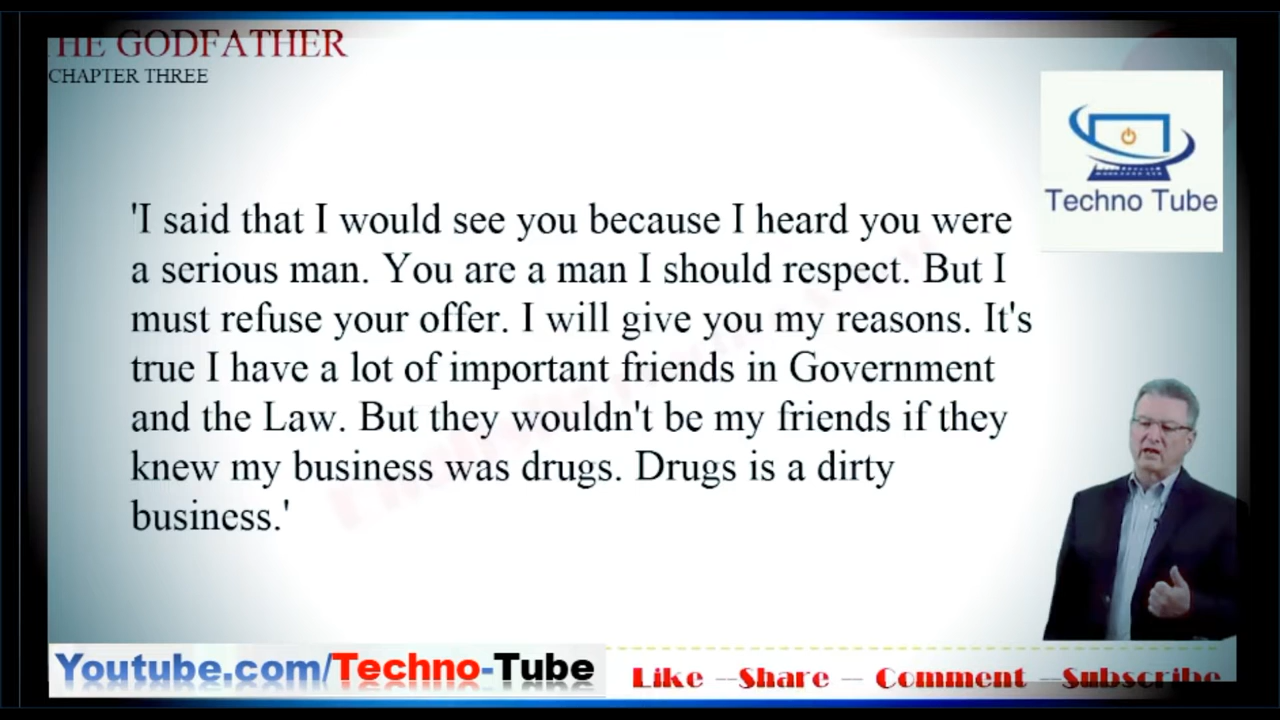 THE GODFATHER
CHAPTER THREE
Techno Tube
'I said that I would see you because I heard you were
a serious man. You are a man I should respect. But I
must refuse your offer. I will give you my reasons. It's
true I have a lot of important friends in Government
and the Law. But they wouldn't be my friends if they
knew my business was drugs. Drugs is a dirty
business.'
Youtube.com/Techno-Tube
Like --Share -- Comment --Subscribe